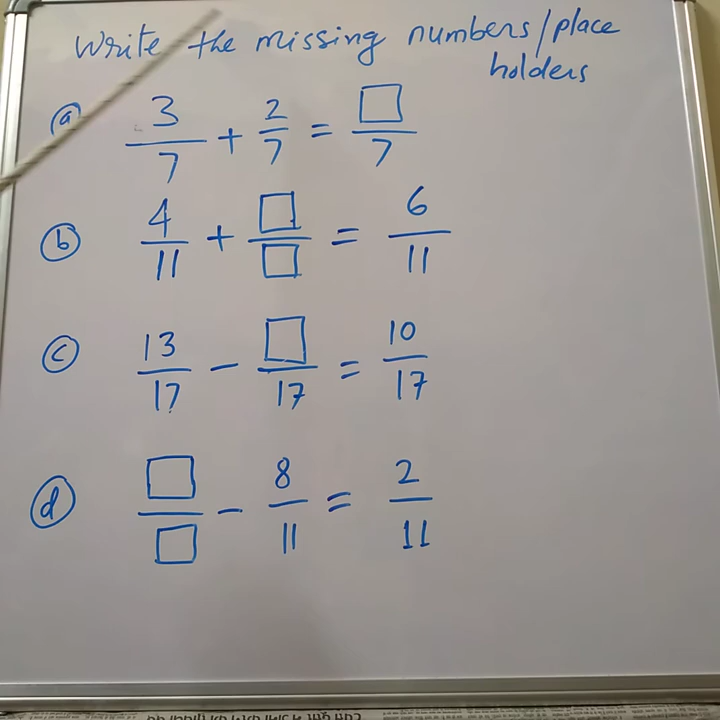 Write the missing numbers/place
holders
(a) 3/7 + 2/7 = □/7
(b) 4/11 + □/□ = 6/11
(c) 13/17 - □/17 = 10/17
(d) □/□ - 8/11 = 2/11